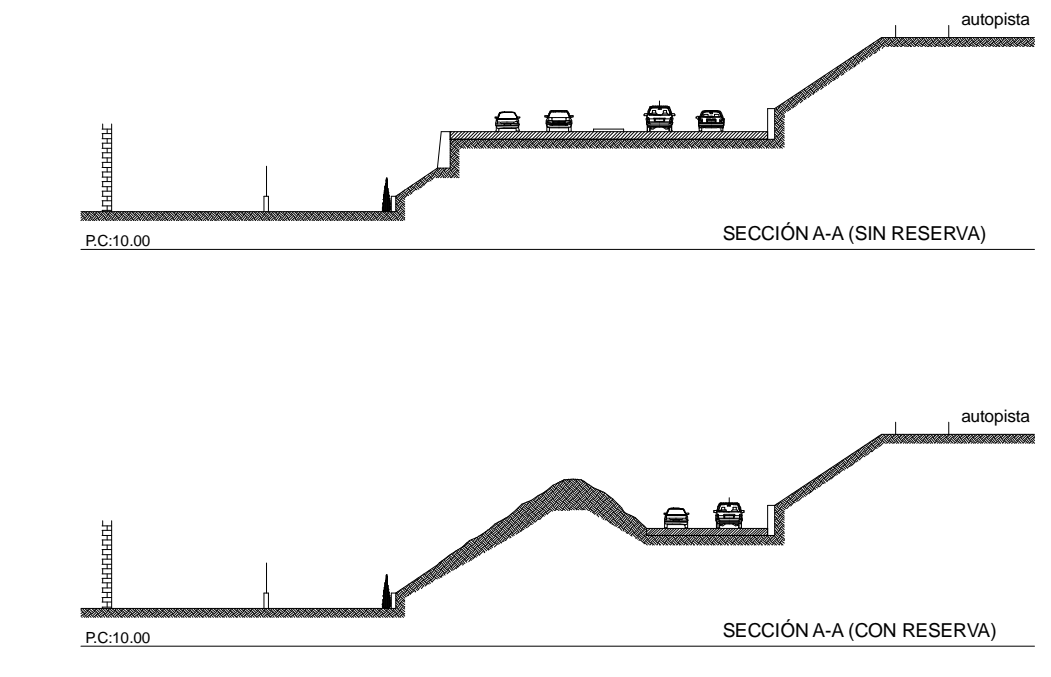 autopista
P.C:10.00
SECCIÓN A-A (SIN RESERVA)
autopista
P.C:10.00
SECCIÓN A-A (CON RESERVA)